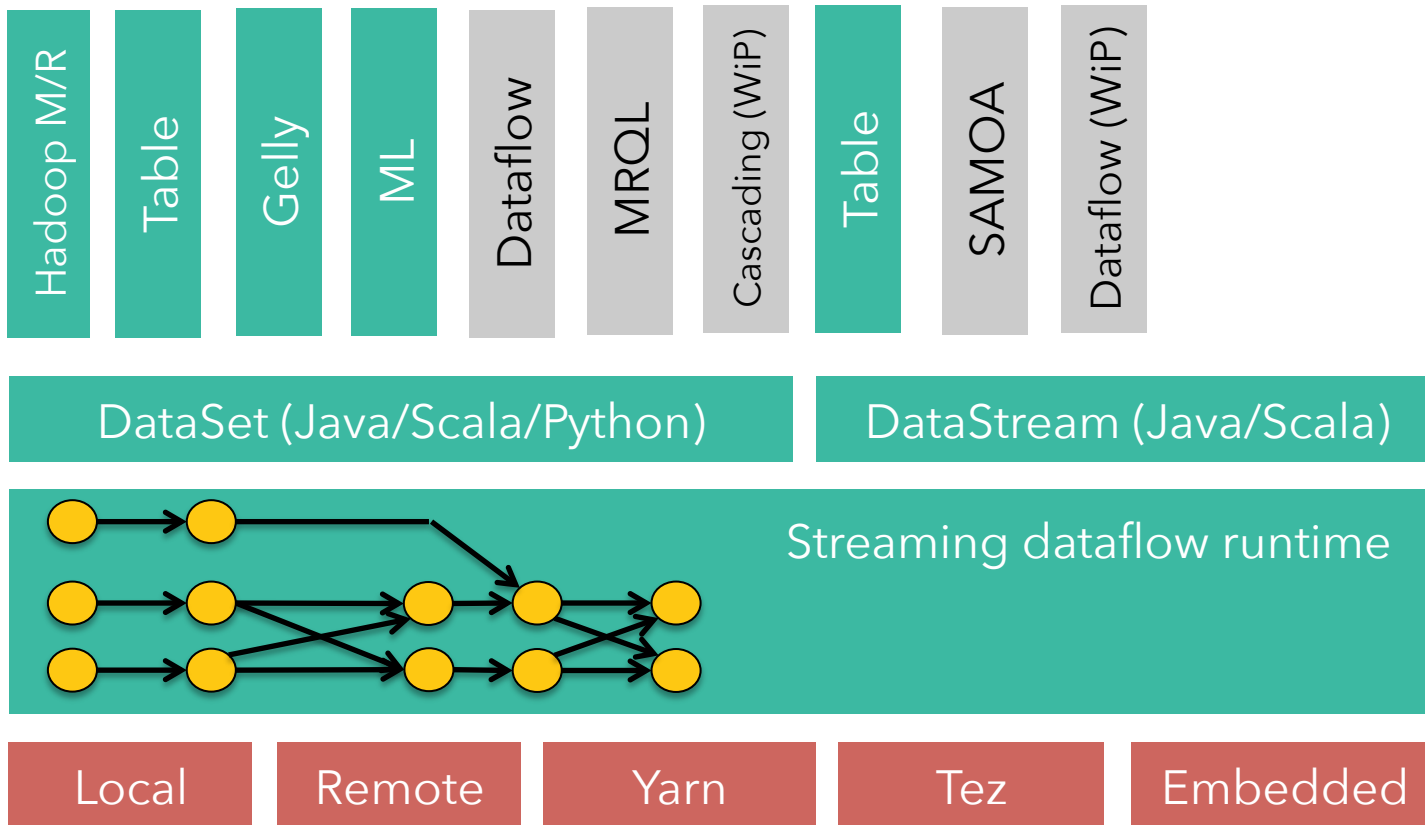 Hadoop M/R
Table
Gelly
ML
Dataflow
MRQL
Cascading (WiP)
Table
SAMOA
Dataflow (WiP)
DataSet (Java/Scala/Python)
DataStream (Java/Scala)
Streaming dataflow runtime
Local
Remote
Yarn
Tez
Embedded